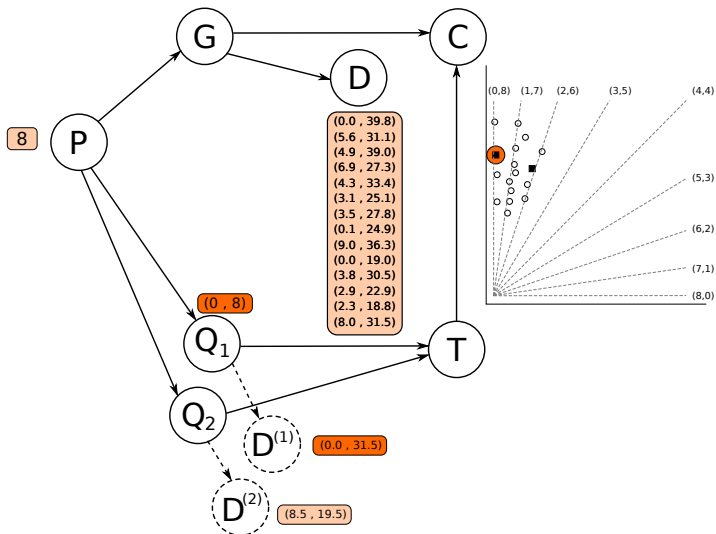 G
C
D
P
8
(0.0 , 39.8)
(5.6 , 31.1)
(4.9 , 39.0)
(6.9 , 27.3)
(4.3 , 33.4)
(3.1 , 25.1)
(3.5 , 27.8)
(0.1 , 24.9)
(9.0 , 36.3)
(0.0 , 19.0)
(3.8 , 30.5)
(2.9 , 22.9)
(2.3 , 18.8)
(8.0 , 31.5)
(0,8) (1,7) (2,6) (3,5) (4,4)
(5,3)
(6,2)
(7,1)
(8,0)
(0 , 8)
Q1
T
Q2
D(1)
(0.0 , 31.5)
D(2)
(8.5 , 19.5)